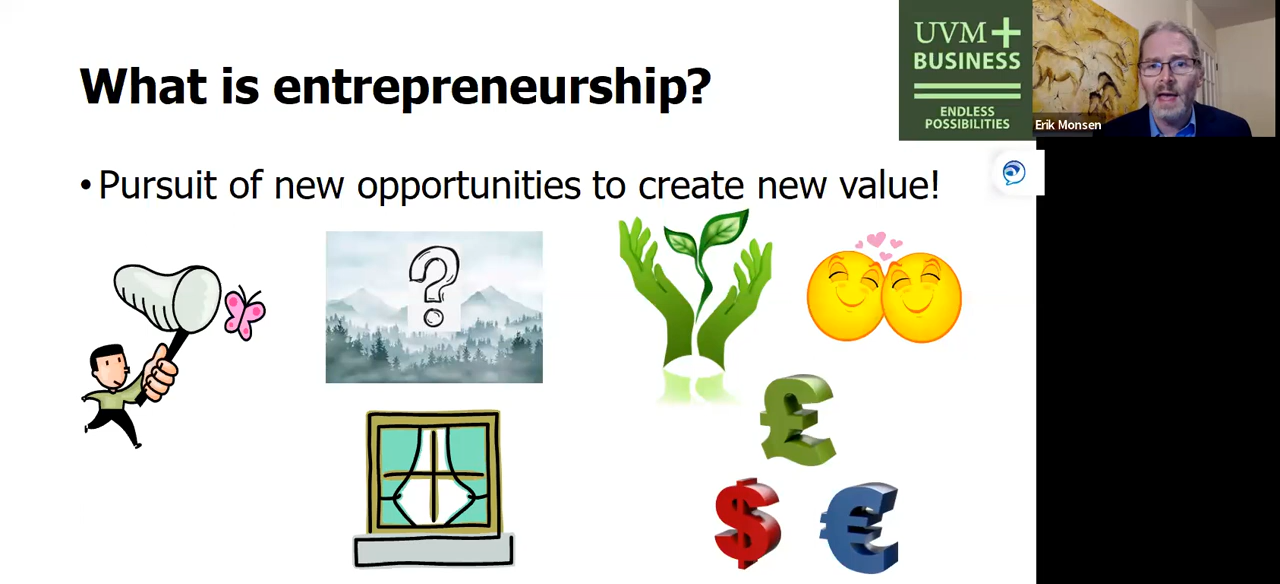 What is entrepreneurship?
• Pursuit of new opportunities to create new value!
?
£
$ €
UVM+
BUSINESS
ENDLESS
POSSIBILITIES
Erik Monsen